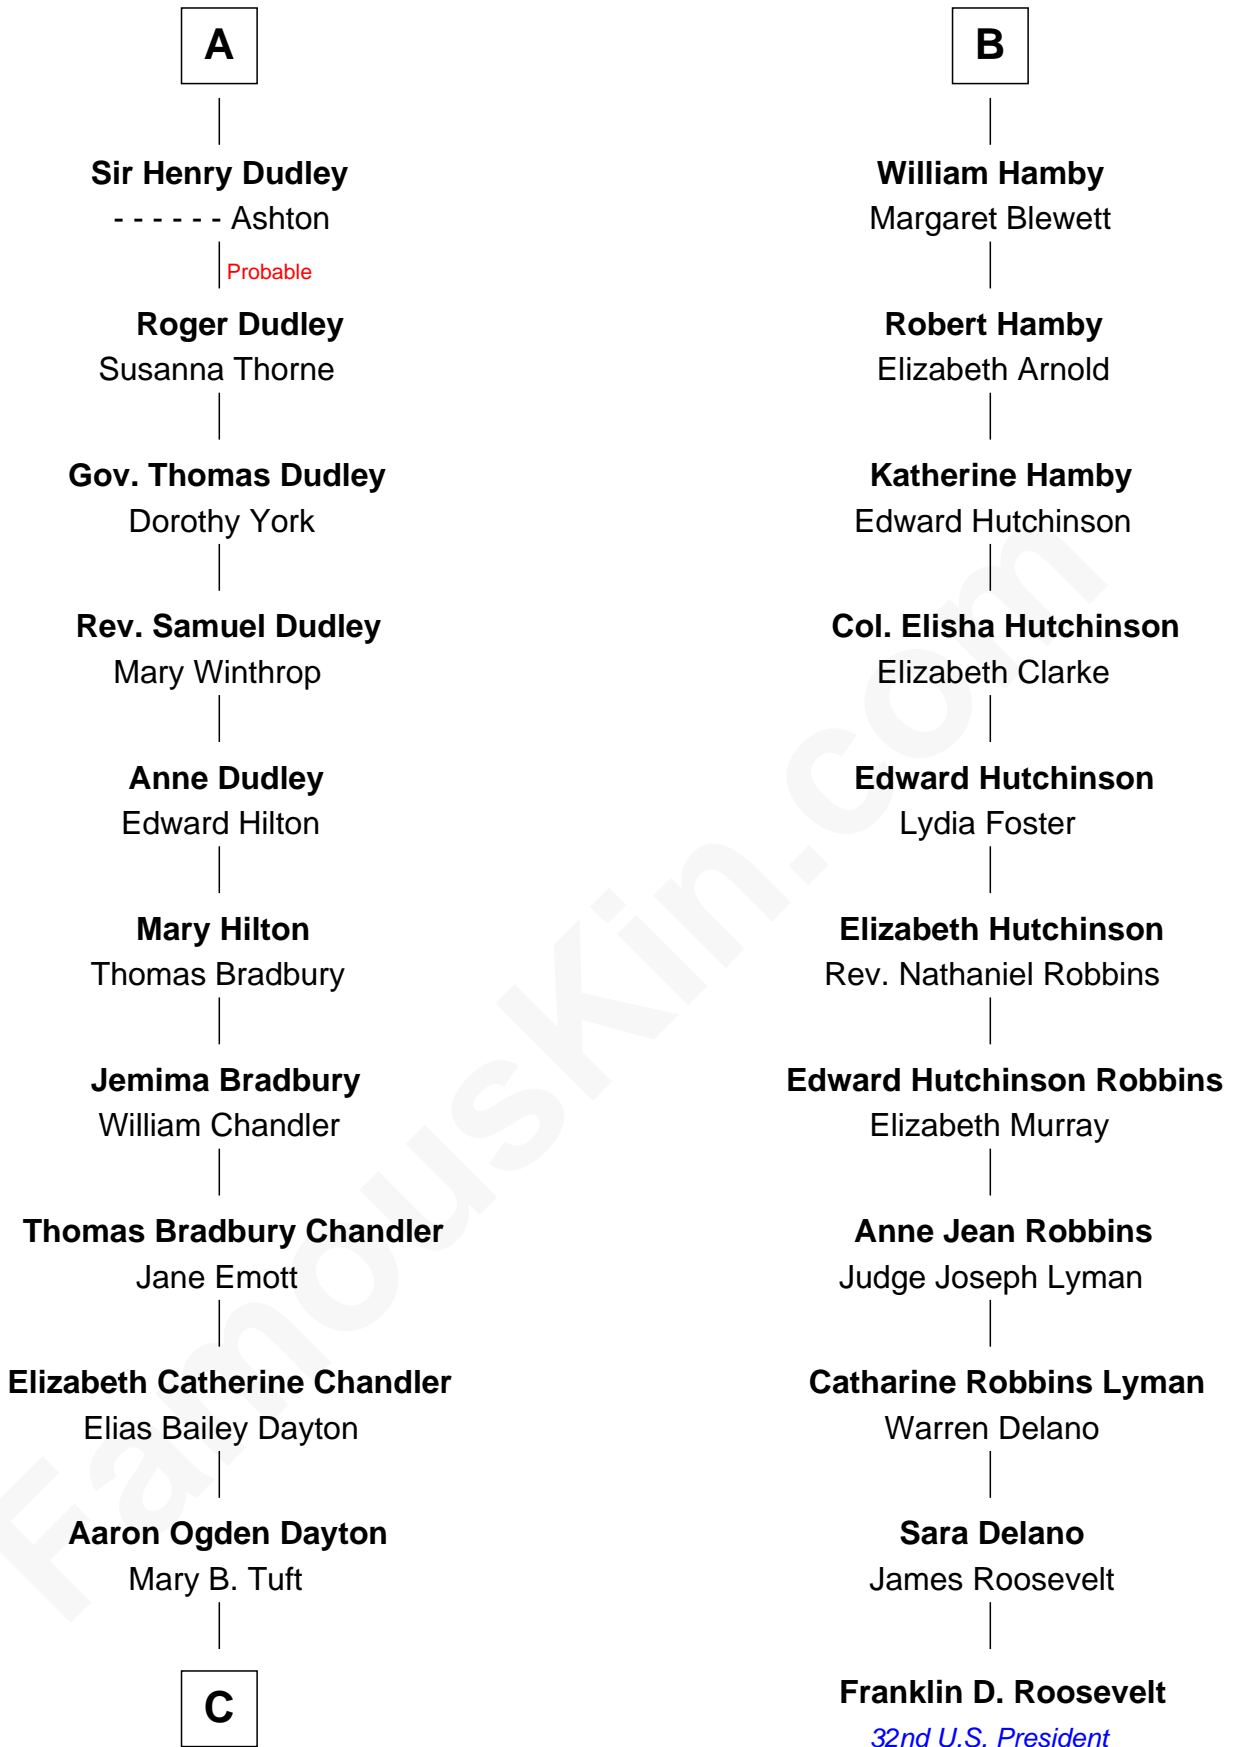 A
Sir Henry Dudley
- - - - - - Ashton
Probable
Roger Dudley
Susanna Thorne
Gov. Thomas Dudley
Dorothy York
Rev. Samuel Dudley
Mary Winthrop
Anne Dudley
Edward Hilton
Mary Hilton
Thomas Bradbury
Jemima Bradbury
William Chandler
Thomas Bradbury Chandler
Jane Emott
Elizabeth Catherine Chandler
Elias Bailey Dayton
Aaron Ogden Dayton
Mary B. Tuft
C
B
William Hamby
Margaret Blewett
Robert Hamby
Elizabeth Arnold
Katherine Hamby
Edward Hutchinson
Col. Elisha Hutchinson
Elizabeth Clarke
Edward Hutchinson
Lydia Foster
Elizabeth Hutchinson
Rev. Nathaniel Robbins
Edward Hutchinson Robbins
Elizabeth Murray
Anne Jean Robbins
Judge Joseph Lyman
Catharine Robbins Lyman
Warren Delano
Sara Delano
James Roosevelt
Franklin D. Roosevelt
32nd U.S. President
FamousKin.com